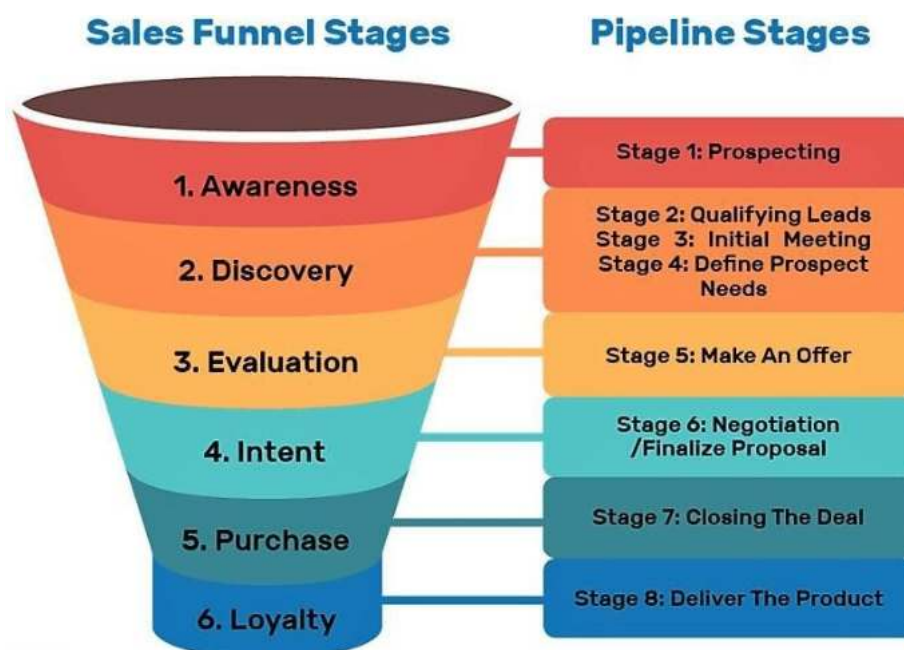 Sales Funnel Stages
Pipeline Stages
1. Awareness
2. Discovery
3. Evaluation
4. Intent
5. Purchase
6. Loyalty
Stage 1: Prospecting
Stage 2: Qualifying Leads
Stage 3: Initial Meeting
Stage 4: Define Prospect
Needs
Stage 5: Make An Offer
Stage 6: Negotiation
/Finalize Proposal
Stage 7: Closing The Deal
Stage 8: Deliver The Product